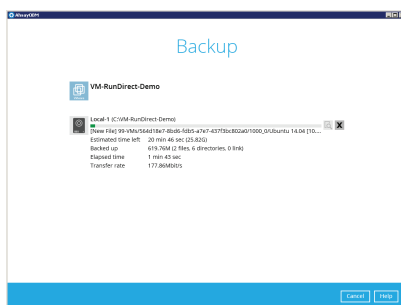 AhsayOBM
Backup
VM-RunDirect-Demo
Local-1 (C:\VM-RunDirect-Demo)
[New File] 99-VMs/564d18e7-8bd6-fdb5-a7e7-437f3bc802a0/1000_0/Ubuntu 14.04 [10,...
Estimated time left 20 min 46 sec (25.82G)
Backed up 619.76M (2 files, 6 directories, 0 link)
Elapsed time 1 min 43 sec
Transfer rate 177.86Mbit/s
Cancel Help